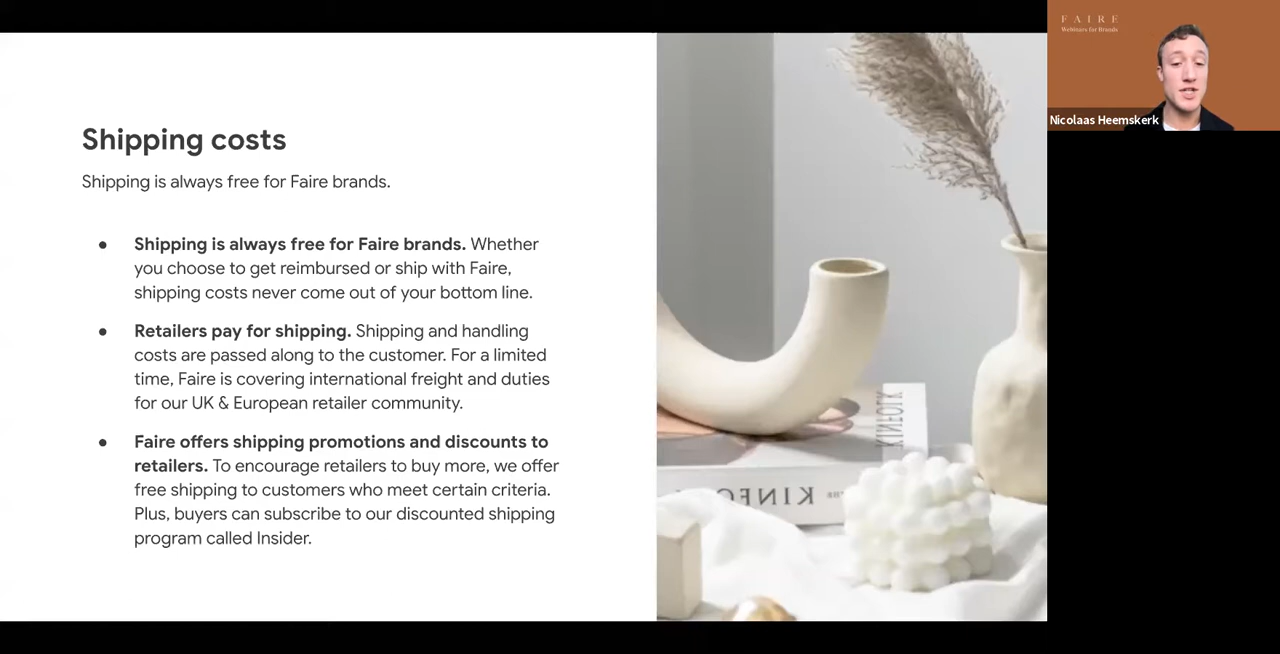 Shipping costs
Shipping is always free for Faire brands.
● Shipping is always free for Faire brands. Whether
you choose to get reimbursed or ship with Faire,
shipping costs never come out of your bottom line.
● Retailers pay for shipping. Shipping and handling
costs are passed along to the customer. For a limited
time, Faire is covering international freight and duties
for our UK & European retailer community.
● Faire offers shipping promotions and discounts to
retailers. To encourage retailers to buy more, we offer
free shipping to customers who meet certain criteria.
Plus, buyers can subscribe to our discounted shipping
program called Insider.
KINFOLK
THE KINFO
FAIRE
Webinars for Brands
Nicolaas Heemskerk